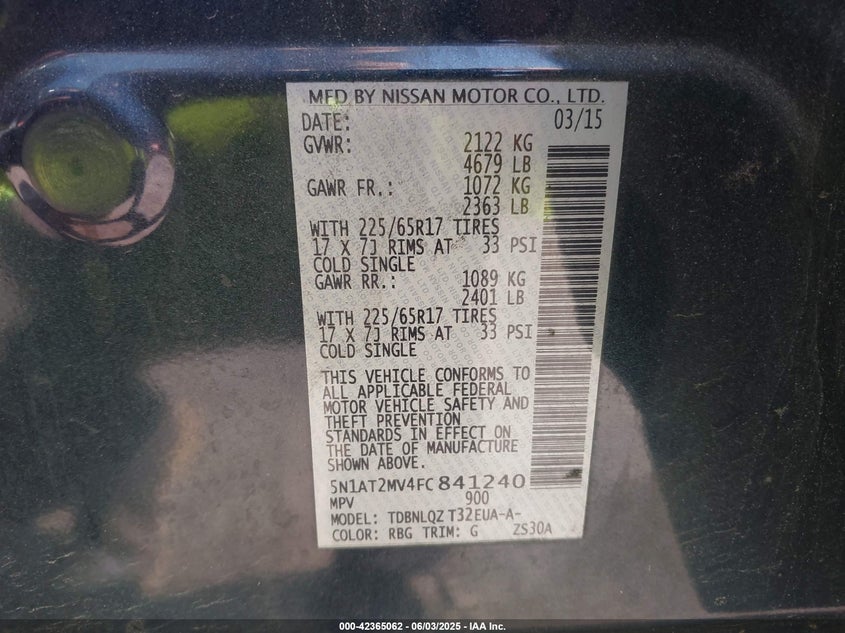 MFD BY NISSAN MOTOR CO., LTD.
DATE: 03/15
GVWR: 2122 KG
4679 LB
GAWR FR.: 1072 KG
2363 LB
WITH 225/65R17 TIRES
17 X 7J RIMS AT 33 PSI
COLD SINGLE
GAWR RR.: 1089 KG
2401 LB
WITH 225/65R17 TIRES
17 X 7J RIMS AT 33 PSI
COLD SINGLE
THIS VEHICLE CONFORMS TO
ALL APPLICABLE FEDERAL
MOTOR VEHICLE SAFETY AND
THEFT PREVENTION
STANDARDS IN EFFECT ON
THE DATE OF MANUFACTURE
SHOWN ABOVE.
5N1AT2MV4FC841240
MPV 900
MODEL: TDBNLQZ T32EUA-A-
COLOR: RBG TRIM: G ZS30A
000-42365062 - 06/03/2025 - IAA Inc.